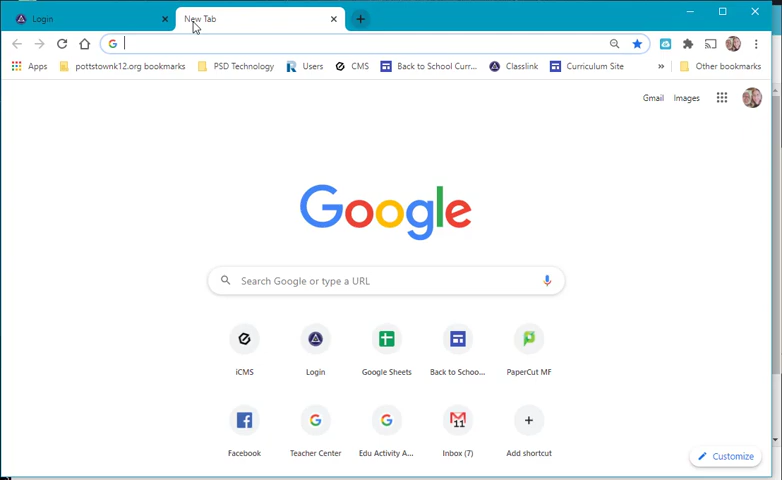 Login
New Tab
Apps
pottstownk12.org bookmarks
PSD Technology
Users
CMS
Back to School Curr...
Classlink
Curriculum Site
»
Other bookmarks
Gmail
Images
Google
Search Google or type a URL
iCMS
Login
Google Sheets
Back to Schoo...
PaperCut MF
11
Facebook
Teacher Center
Edu Activity A...
Inbox (7)
Add shortcut
Customize